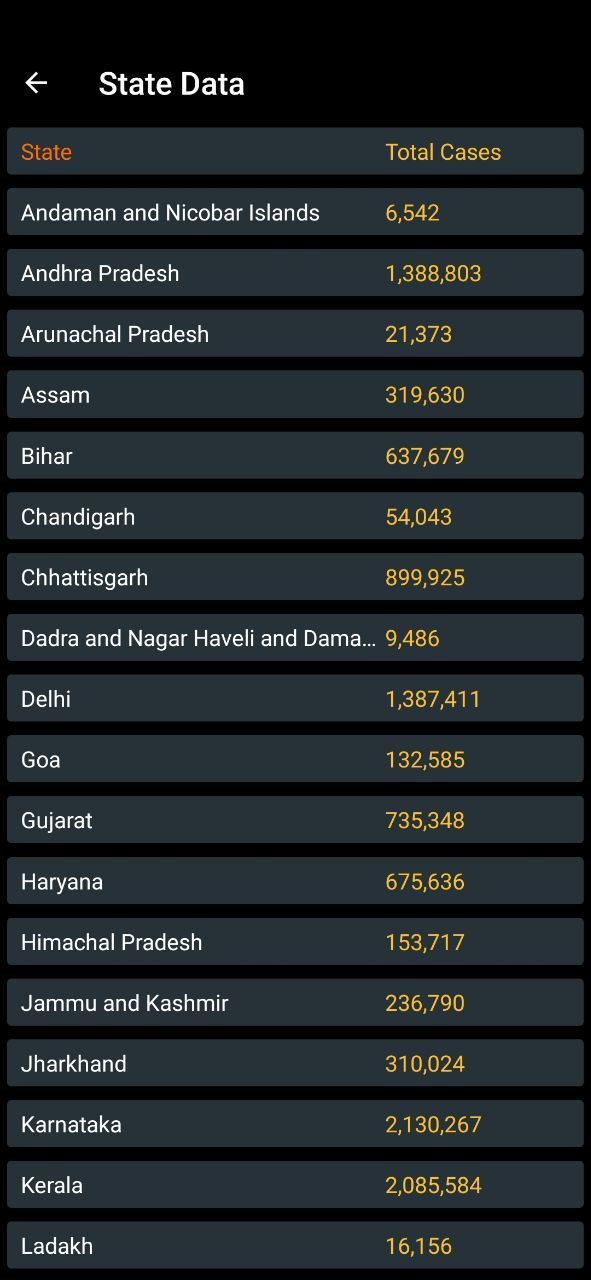 State Data
State Total Cases
Andaman and Nicobar Islands 6,542
Andhra Pradesh 1,388,803
Arunachal Pradesh 21,373
Assam 319,630
Bihar 637,679
Chandigarh 54,043
Chhattisgarh 899,925
Dadra and Nagar Haveli and Dama... 9,486
Delhi 1,387,411
Goa 132,585
Gujarat 735,348
Haryana 675,636
Himachal Pradesh 153,717
Jammu and Kashmir 236,790
Jharkhand 310,024
Karnataka 2,130,267
Kerala 2,085,584
Ladakh 16,156